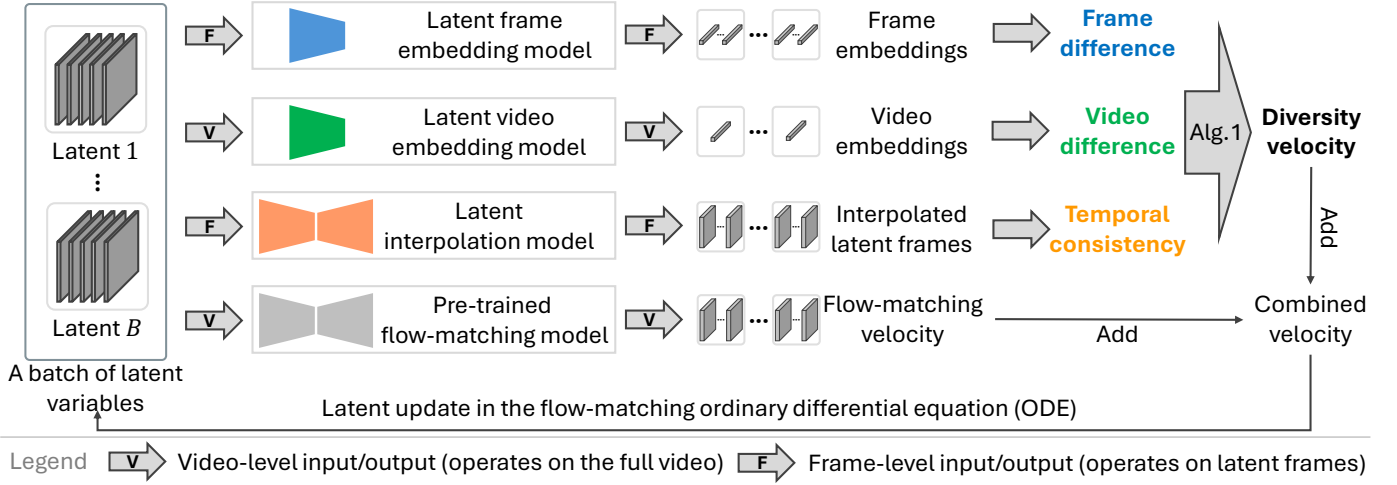 F
Latent frame
embedding model
F
Frame
embeddings
Frame
difference
Latent 1
V
Latent video
embedding model
V
Video
embeddings
Video
difference
Alg.1
Diversity
velocity
F
Latent
interpolation model
F
Interpolated
latent frames
Temporal
consistency
Add
Latent B
V
Pre-trained
flow-matching model
V
Flow-matching
velocity
Add
Combined
velocity
A batch of latent
variables
Latent update in the flow-matching ordinary differential equation (ODE)
Legend
V
Video-level input/output (operates on the full video)
F
Frame-level input/output (operates on latent frames)